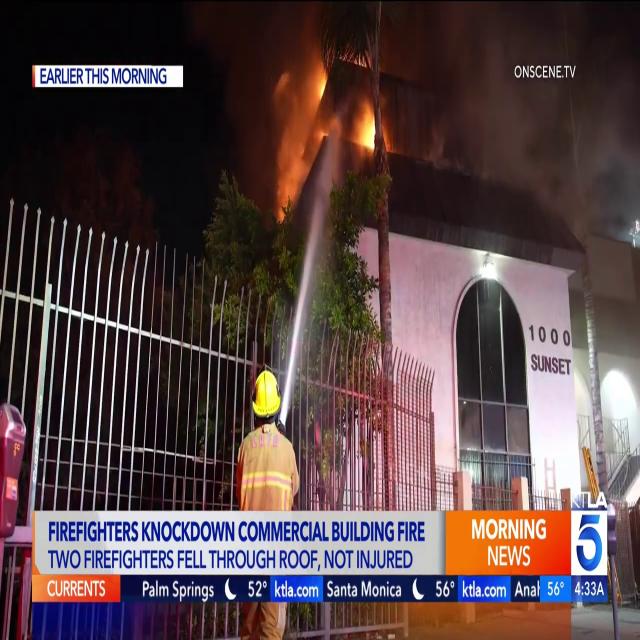 EARLIER THIS MORNING
ONSCENE.TV
1000
SUNSET
KTLA
5
FIREFIGHTERS KNOCKDOWN COMMERCIAL BUILDING FIRE
TWO FIREFIGHTERS FELL THROUGH ROOF, NOT INJURED
MORNING
NEWS
CURRENTS
Palm Springs 52° ktla.com Santa Monica 56° ktla.com Anah 56° 4:33A